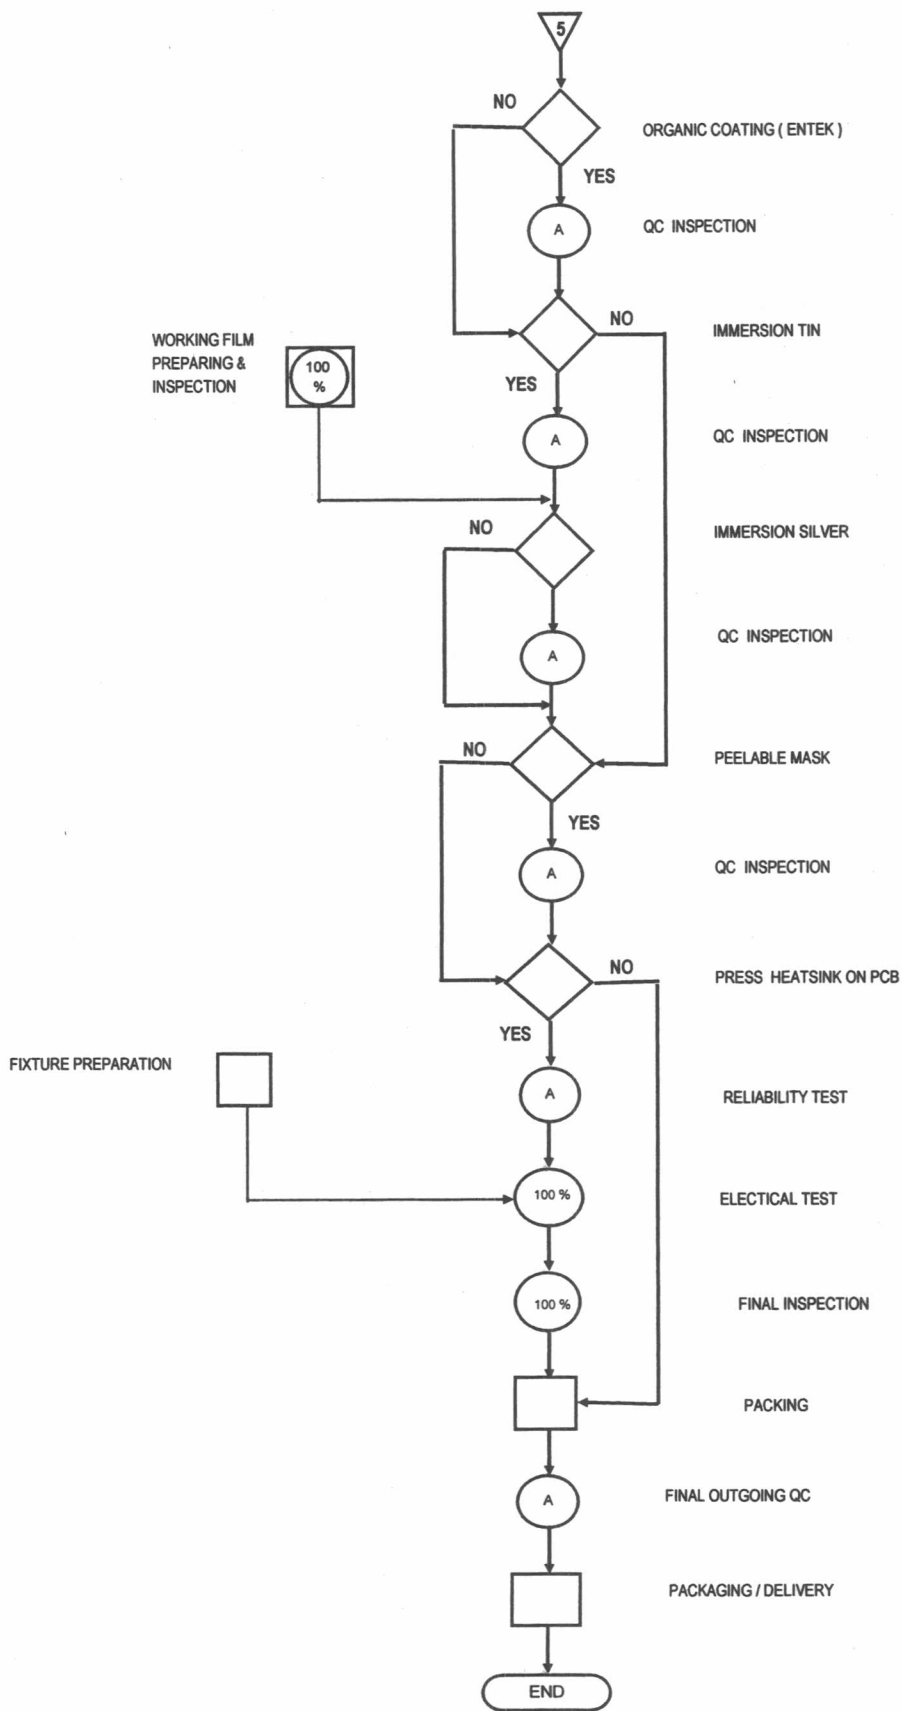 5
NO
ORGANIC COATING ( ENTEK )
YES
A
QC INSPECTION
NO
IMMERSION TIN
WORKING FILM
PREPARING &
INSPECTION
100
%
YES
A
QC INSPECTION
NO
IMMERSION SILVER
A
QC INSPECTION
NO
PEELABLE MASK
YES
A
QC INSPECTION
NO
PRESS HEATSINK ON PCB
YES
FIXTURE PREPARATION
A
RELIABILITY TEST
100 %
ELECTICAL TEST
100 %
FINAL INSPECTION
PACKING
A
FINAL OUTGOING QC
PACKAGING / DELIVERY
END